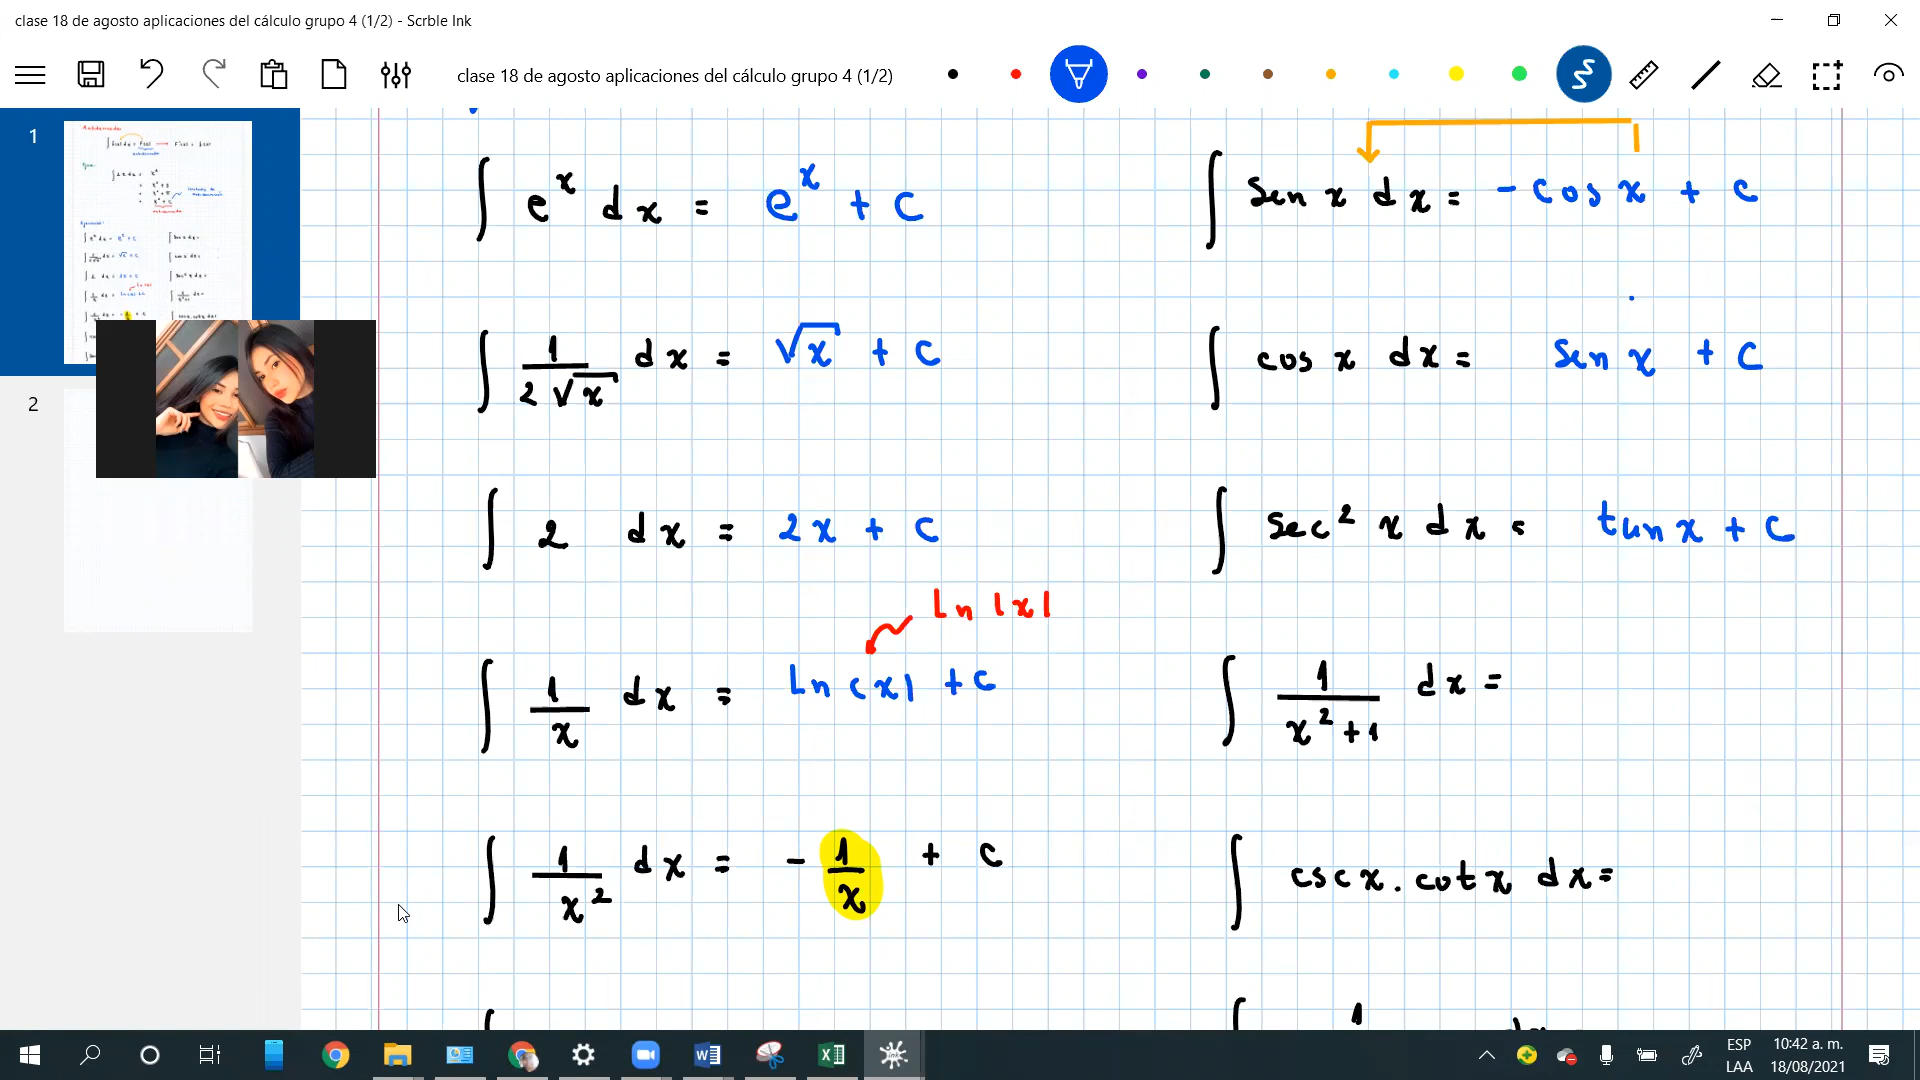 clase 18 de agosto aplicaciones del cálculo grupo 4 (1/2) - Scrble Ink
clase 18 de agosto aplicaciones del cálculo grupo 4 (1/2)
1
2
∫ e^x dx = e^x + C
∫ 1/(2√x) dx = √x + C
∫ 2 dx = 2x + C
ln |x|
∫ 1/x dx = Ln(x) + C
∫ 1/x² dx = - 1/x + C
∫ Sen x dx = - cos x + C
∫ cos x dx = Sen x + C
∫ sec² x dx = tan x + C
∫ 1/(x² + 1) dx =
∫ csc x . cot x dx =
∫ 1
ESP
LAA
10:42 a. m.
18/08/2021